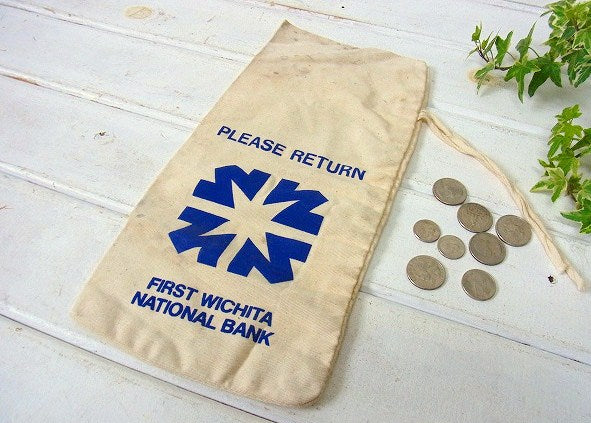 PLEASE RETURN
FIRST WICHITA
NATIONAL BANK